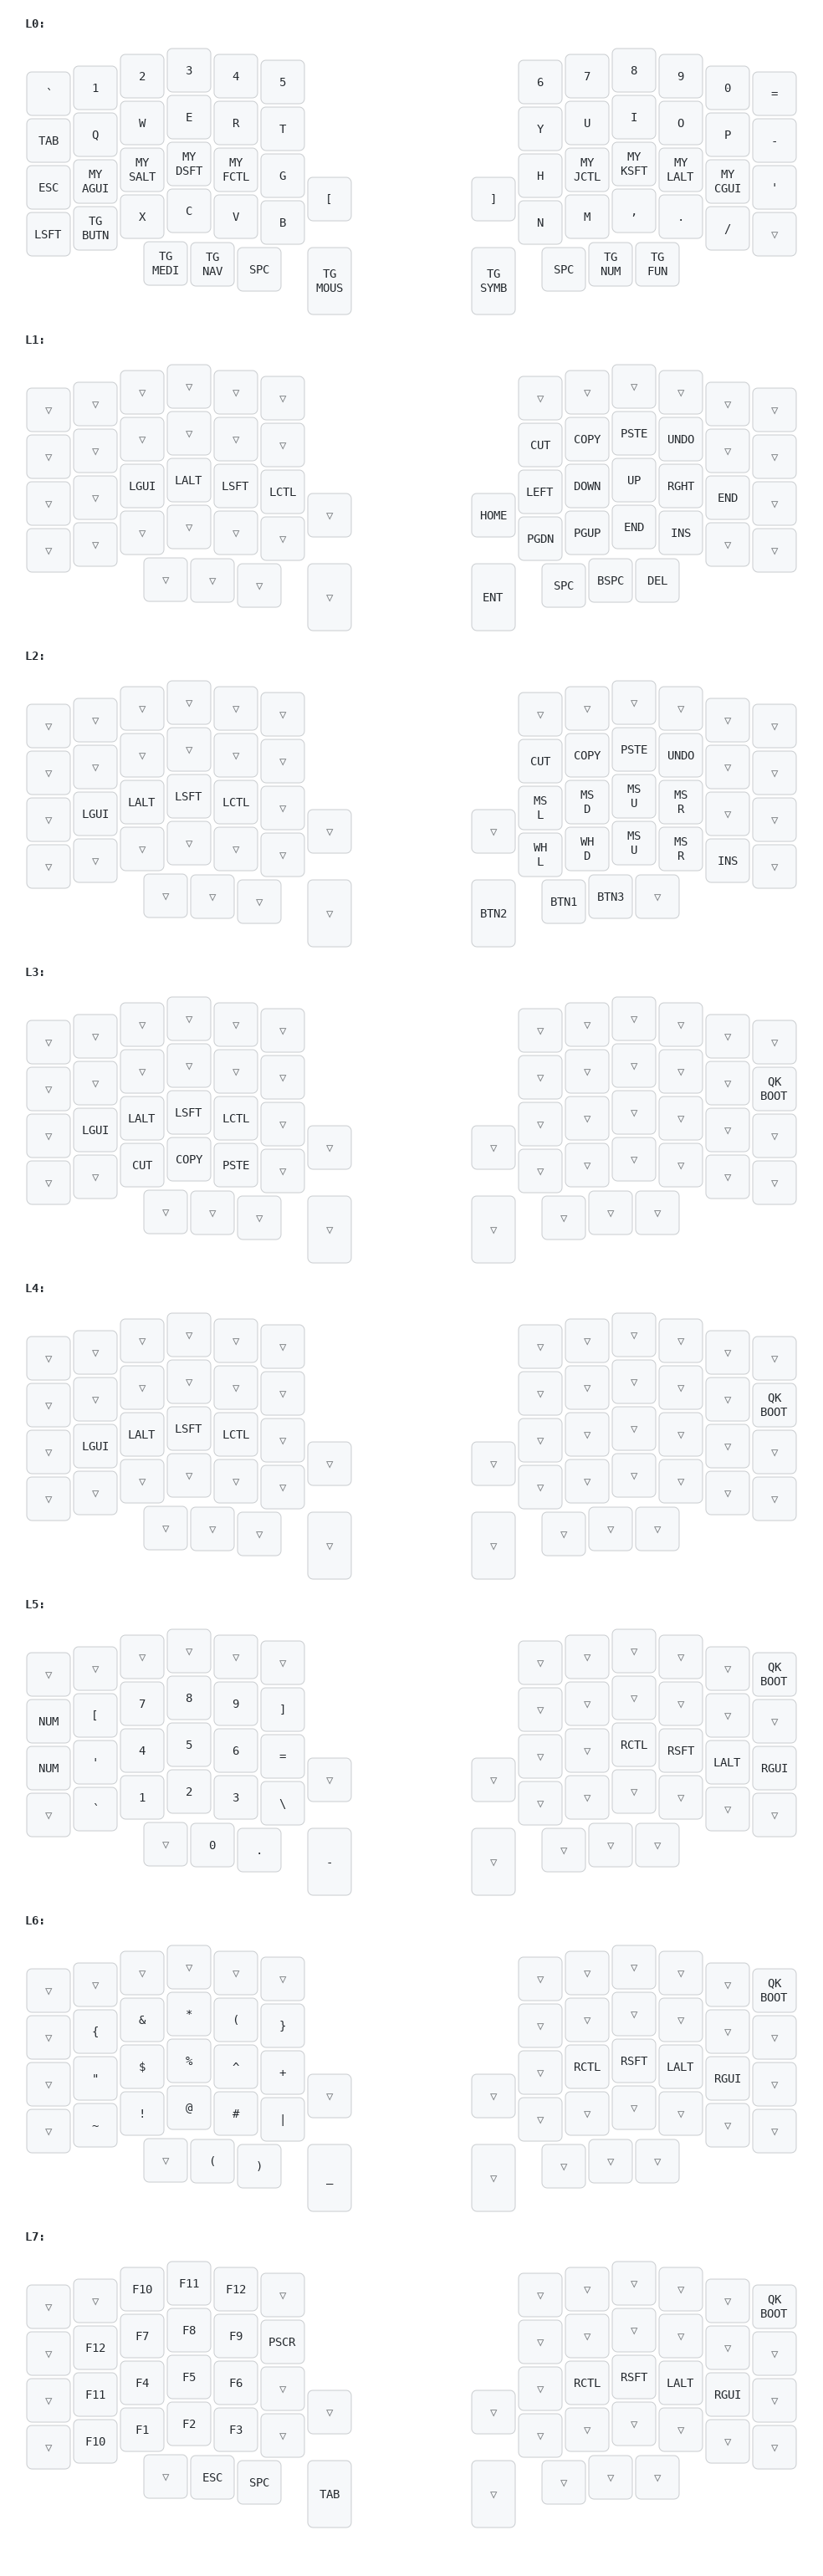 L0:
` 1 2 3 4 5 6 7 8 9 0 =
TAB Q W E R T Y U I O P -
ESC MY AGUI MY SALT MY DSFT MY FCTL G [ ] H MY JCTL MY KSFT MY LALT MY CGUI '
LSFT TG BUTN X C V B N M , . / ▽
TG MEDI TG NAV SPC TG MOUS TG SYMB SPC TG NUM TG FUN
L1:
▽ ▽ ▽ ▽ ▽ ▽ ▽ ▽ ▽ ▽ ▽ ▽
▽ ▽ ▽ ▽ ▽ ▽ CUT COPY PSTE UNDO ▽ ▽
▽ ▽ LGUI LALT LSFT LCTL ▽ HOME LEFT DOWN UP RGHT END ▽
▽ ▽ ▽ ▽ ▽ ▽ PGDN PGUP END INS ▽ ▽
▽ ▽ ▽ ▽ ENT SPC BSPC DEL
L2:
▽ ▽ ▽ ▽ ▽ ▽ ▽ ▽ ▽ ▽ ▽ ▽
▽ ▽ ▽ ▽ ▽ ▽ CUT COPY PSTE UNDO ▽ ▽
▽ LGUI LALT LSFT LCTL ▽ ▽ ▽ MS L MS D MS U MS R ▽ ▽
▽ ▽ ▽ ▽ ▽ ▽ WH L WH D MS U MS R INS ▽
▽ ▽ ▽ ▽ BTN2 BTN1 BTN3 ▽
L3:
▽ ▽ ▽ ▽ ▽ ▽ ▽ ▽ ▽ ▽ ▽ ▽
▽ ▽ ▽ ▽ ▽ ▽ ▽ ▽ ▽ ▽ ▽ QK BOOT
▽ LGUI LALT LSFT LCTL ▽ ▽ ▽ ▽ ▽ ▽ ▽ ▽ ▽
▽ ▽ CUT COPY PSTE ▽ ▽ ▽ ▽ ▽ ▽ ▽
▽ ▽ ▽ ▽ ▽ ▽ ▽ ▽
L4:
▽ ▽ ▽ ▽ ▽ ▽ ▽ ▽ ▽ ▽ ▽ ▽
▽ ▽ ▽ ▽ ▽ ▽ ▽ ▽ ▽ ▽ ▽ QK BOOT
▽ LGUI LALT LSFT LCTL ▽ ▽ ▽ ▽ ▽ ▽ ▽ ▽ ▽
▽ ▽ ▽ ▽ ▽ ▽ ▽ ▽ ▽ ▽ ▽ ▽
▽ ▽ ▽ ▽ ▽ ▽ ▽ ▽
L5:
▽ ▽ ▽ ▽ ▽ ▽ ▽ ▽ ▽ ▽ ▽ QK BOOT
NUM [ 7 8 9 ] ▽ ▽ ▽ ▽ ▽ ▽
NUM ' 4 5 6 = ▽ ▽ ▽ ▽ RCTL RSFT LALT RGUI
▽ ` 1 2 3 \ ▽ ▽ ▽ ▽ ▽ ▽
▽ 0 . - ▽ ▽ ▽ ▽
L6:
▽ ▽ ▽ ▽ ▽ ▽ ▽ ▽ ▽ ▽ ▽ QK BOOT
▽ { & * ( } ▽ ▽ ▽ ▽ ▽ ▽
▽ " $ % ^ + ▽ ▽ ▽ RCTL RSFT LALT RGUI ▽
▽ ~ ! @ # | ▽ ▽ ▽ ▽ ▽ ▽
▽ ( ) _ ▽ ▽ ▽ ▽
L7:
▽ ▽ F10 F11 F12 ▽ ▽ ▽ ▽ ▽ ▽ QK BOOT
▽ F12 F7 F8 F9 PSCR ▽ ▽ ▽ ▽ ▽ ▽
▽ F11 F4 F5 F6 ▽ ▽ ▽ ▽ RCTL RSFT LALT RGUI ▽
▽ F10 F1 F2 F3 ▽ ▽ ▽ ▽ ▽ ▽ ▽
▽ ESC SPC TAB ▽ ▽ ▽ ▽